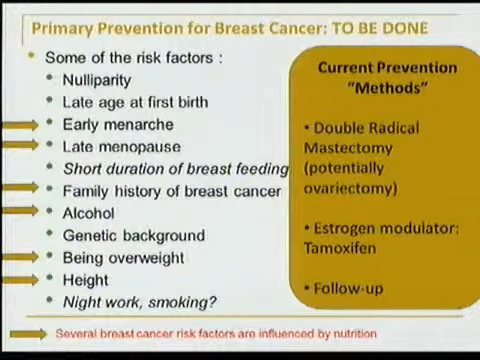 Primary Prevention for Breast Cancer: TO BE DONE
• Some of the risk factors :
• Nulliparity
• Late age at first birth
• Early menarche
• Late menopause
• Short duration of breast feeding
• Family history of breast cancer
• Alcohol
• Genetic background
• Being overweight
• Height
• Night work, smoking?
Current Prevention
“Methods”
• Double Radical
Mastectomy
(potentially
ovariectomy)
• Estrogen modulator:
Tamoxifen
• Follow-up
Several breast cancer risk factors are influenced by nutrition